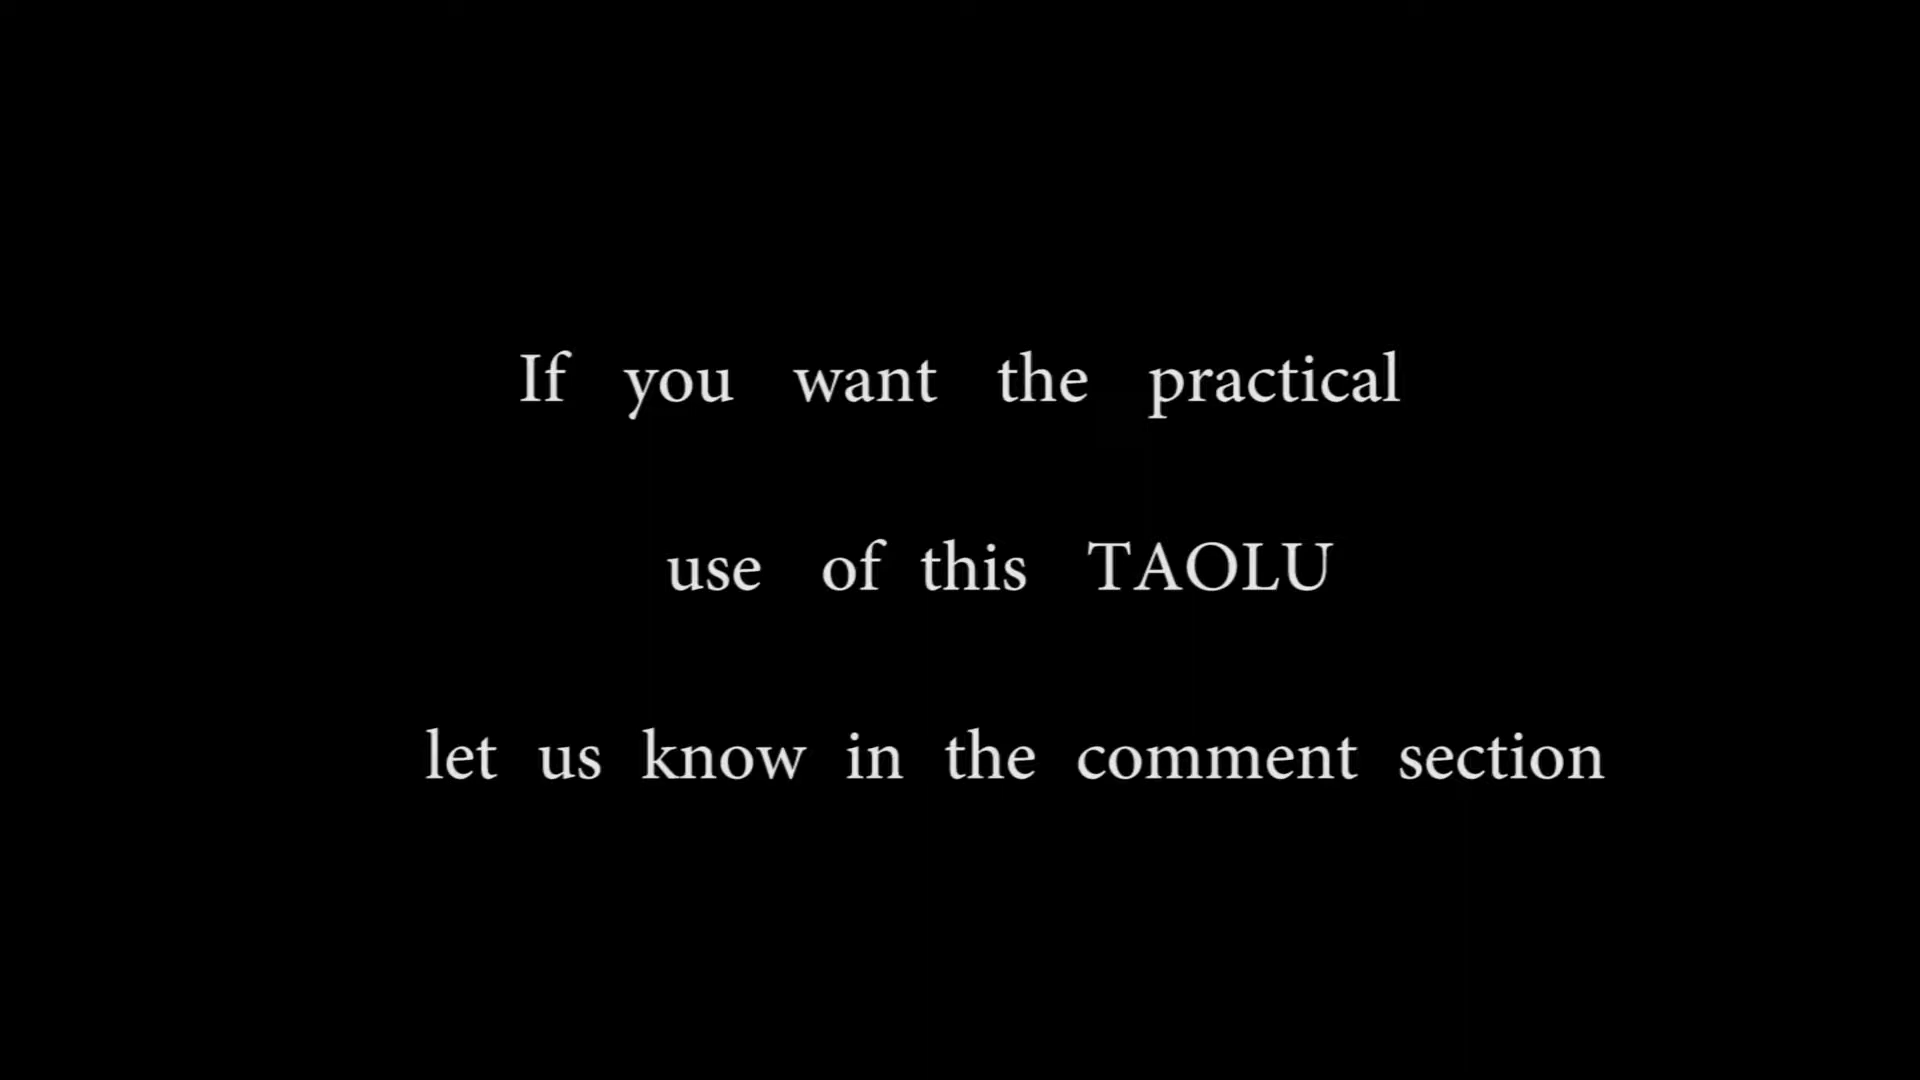 If you want the practical
use of this TAOLU
let us know in the comment section